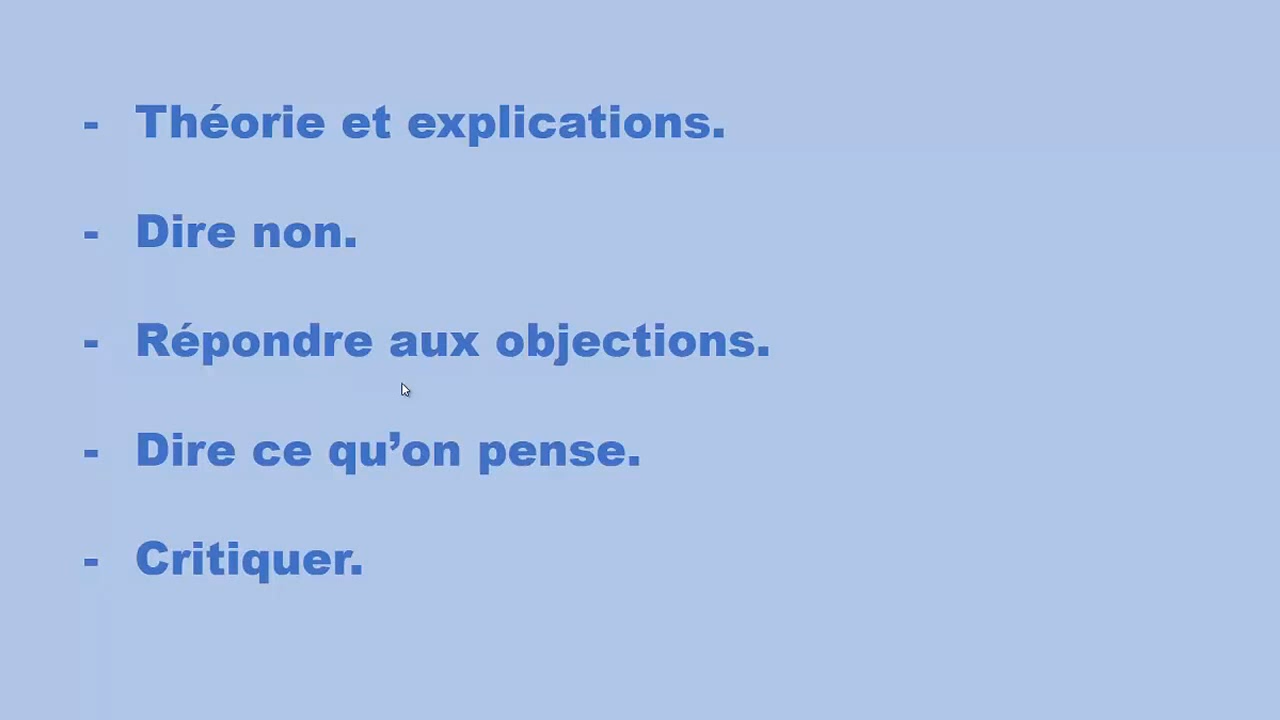 - Théorie et explications.
- Dire non.
- Répondre aux objections.
- Dire ce qu’on pense.
- Critiquer.